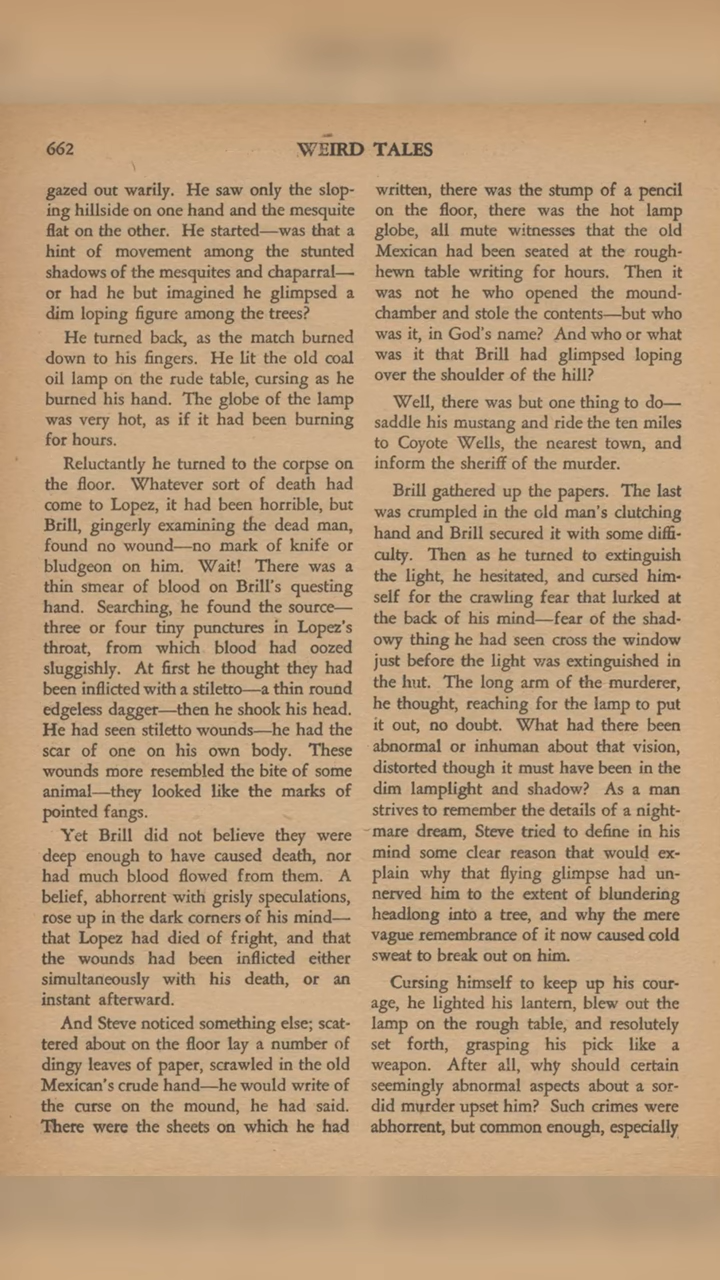 662
WEIRD TALES
gazed out warily. He saw only the slop-
ing hillside on one hand and the mesquite
flat on the other. He started—was that a
hint of movement among the stunted
shadows of the mesquites and chaparral—
or had he but imagined he glimpsed a
dim loping figure among the trees?
He turned back, as the match burned
down to his fingers. He lit the old coal
oil lamp on the rude table, cursing as he
burned his hand. The globe of the lamp
was very hot, as if it had been burning
for hours.
Reluctantly he turned to the corpse on
the floor. Whatever sort of death had
come to Lopez, it had been horrible, but
Brill, gingerly examining the dead man,
found no wound—no mark of knife or
bludgeon on him. Wait! There was a
thin smear of blood on Brill's questing
hand. Searching, he found the source—
three or four tiny punctures in Lopez's
throat, from which blood had oozed
sluggishly. At first he thought they had
been inflicted with a stiletto—a thin round
edgeless dagger—then he shook his head.
He had seen stiletto wounds—he had the
scar of one on his own body. These
wounds more resembled the bite of some
animal—they looked like the marks of
pointed fangs.
Yet Brill did not believe they were
deep enough to have caused death, nor
had much blood flowed from them. A
belief, abhorrent with grisly speculations,
rose up in the dark corners of his mind—
that Lopez had died of fright, and that
the wounds had been inflicted either
simultaneously with his death, or an
instant afterward.
And Steve noticed something else; scat-
tered about on the floor lay a number of
dingy leaves of paper, scrawled in the old
Mexican's crude hand—he would write of
the curse on the mound, he had said.
There were the sheets on which he had
written, there was the stump of a pencil
on the floor, there was the hot lamp
globe, all mute witnesses that the old
Mexican had been seated at the rough-
hewn table writing for hours. Then it
was not he who opened the mound-
chamber and stole the contents—but who
was it, in God's name? And who or what
was it that Brill had glimpsed loping
over the shoulder of the hill?
Well, there was but one thing to do—
saddle his mustang and ride the ten miles
to Coyote Wells, the nearest town, and
inform the sheriff of the murder.
Brill gathered up the papers. The last
was crumpled in the old man's clutching
hand and Brill secured it with some diffi-
culty. Then as he turned to extinguish
the light, he hesitated, and cursed him-
self for the crawling fear that lurked at
the back of his mind—fear of the shad-
owy thing he had seen cross the window
just before the light was extinguished in
the hut. The long arm of the murderer,
he thought, reaching for the lamp to put
it out, no doubt. What had there been
abnormal or inhuman about that vision,
distorted though it must have been in the
dim lamplight and shadow? As a man
strives to remember the details of a night-
mare dream, Steve tried to define in his
mind some clear reason that would ex-
plain why that flying glimpse had un-
nerved him to the extent of blundering
headlong into a tree, and why the mere
vague remembrance of it now caused cold
sweat to break out on him.
Cursing himself to keep up his cour-
age, he lighted his lantern, blew out the
lamp on the rough table, and resolutely
set forth, grasping his pick like a
weapon. After all, why should certain
seemingly abnormal aspects about a sor-
did murder upset him? Such crimes were
abhorrent, but common enough, especially